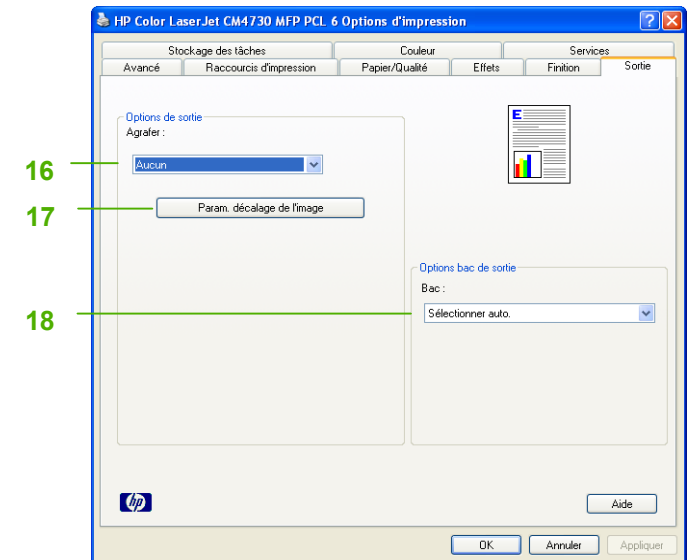 HP Color LaserJet CM4730 MFP PCL 6 Options d'impression
Stockage des tâches
Couleur
Services
Avancé
Raccourcis d'impression
Papier/Qualité
Effets
Finition
Sortie
Options de sortie
Agrafer :
16
Aucun
17
Param. décalage de l'image
E
Options bac de sortie
Bac :
18
Sélectionner auto.
hp
Aide
OK
Annuler
Appliquer